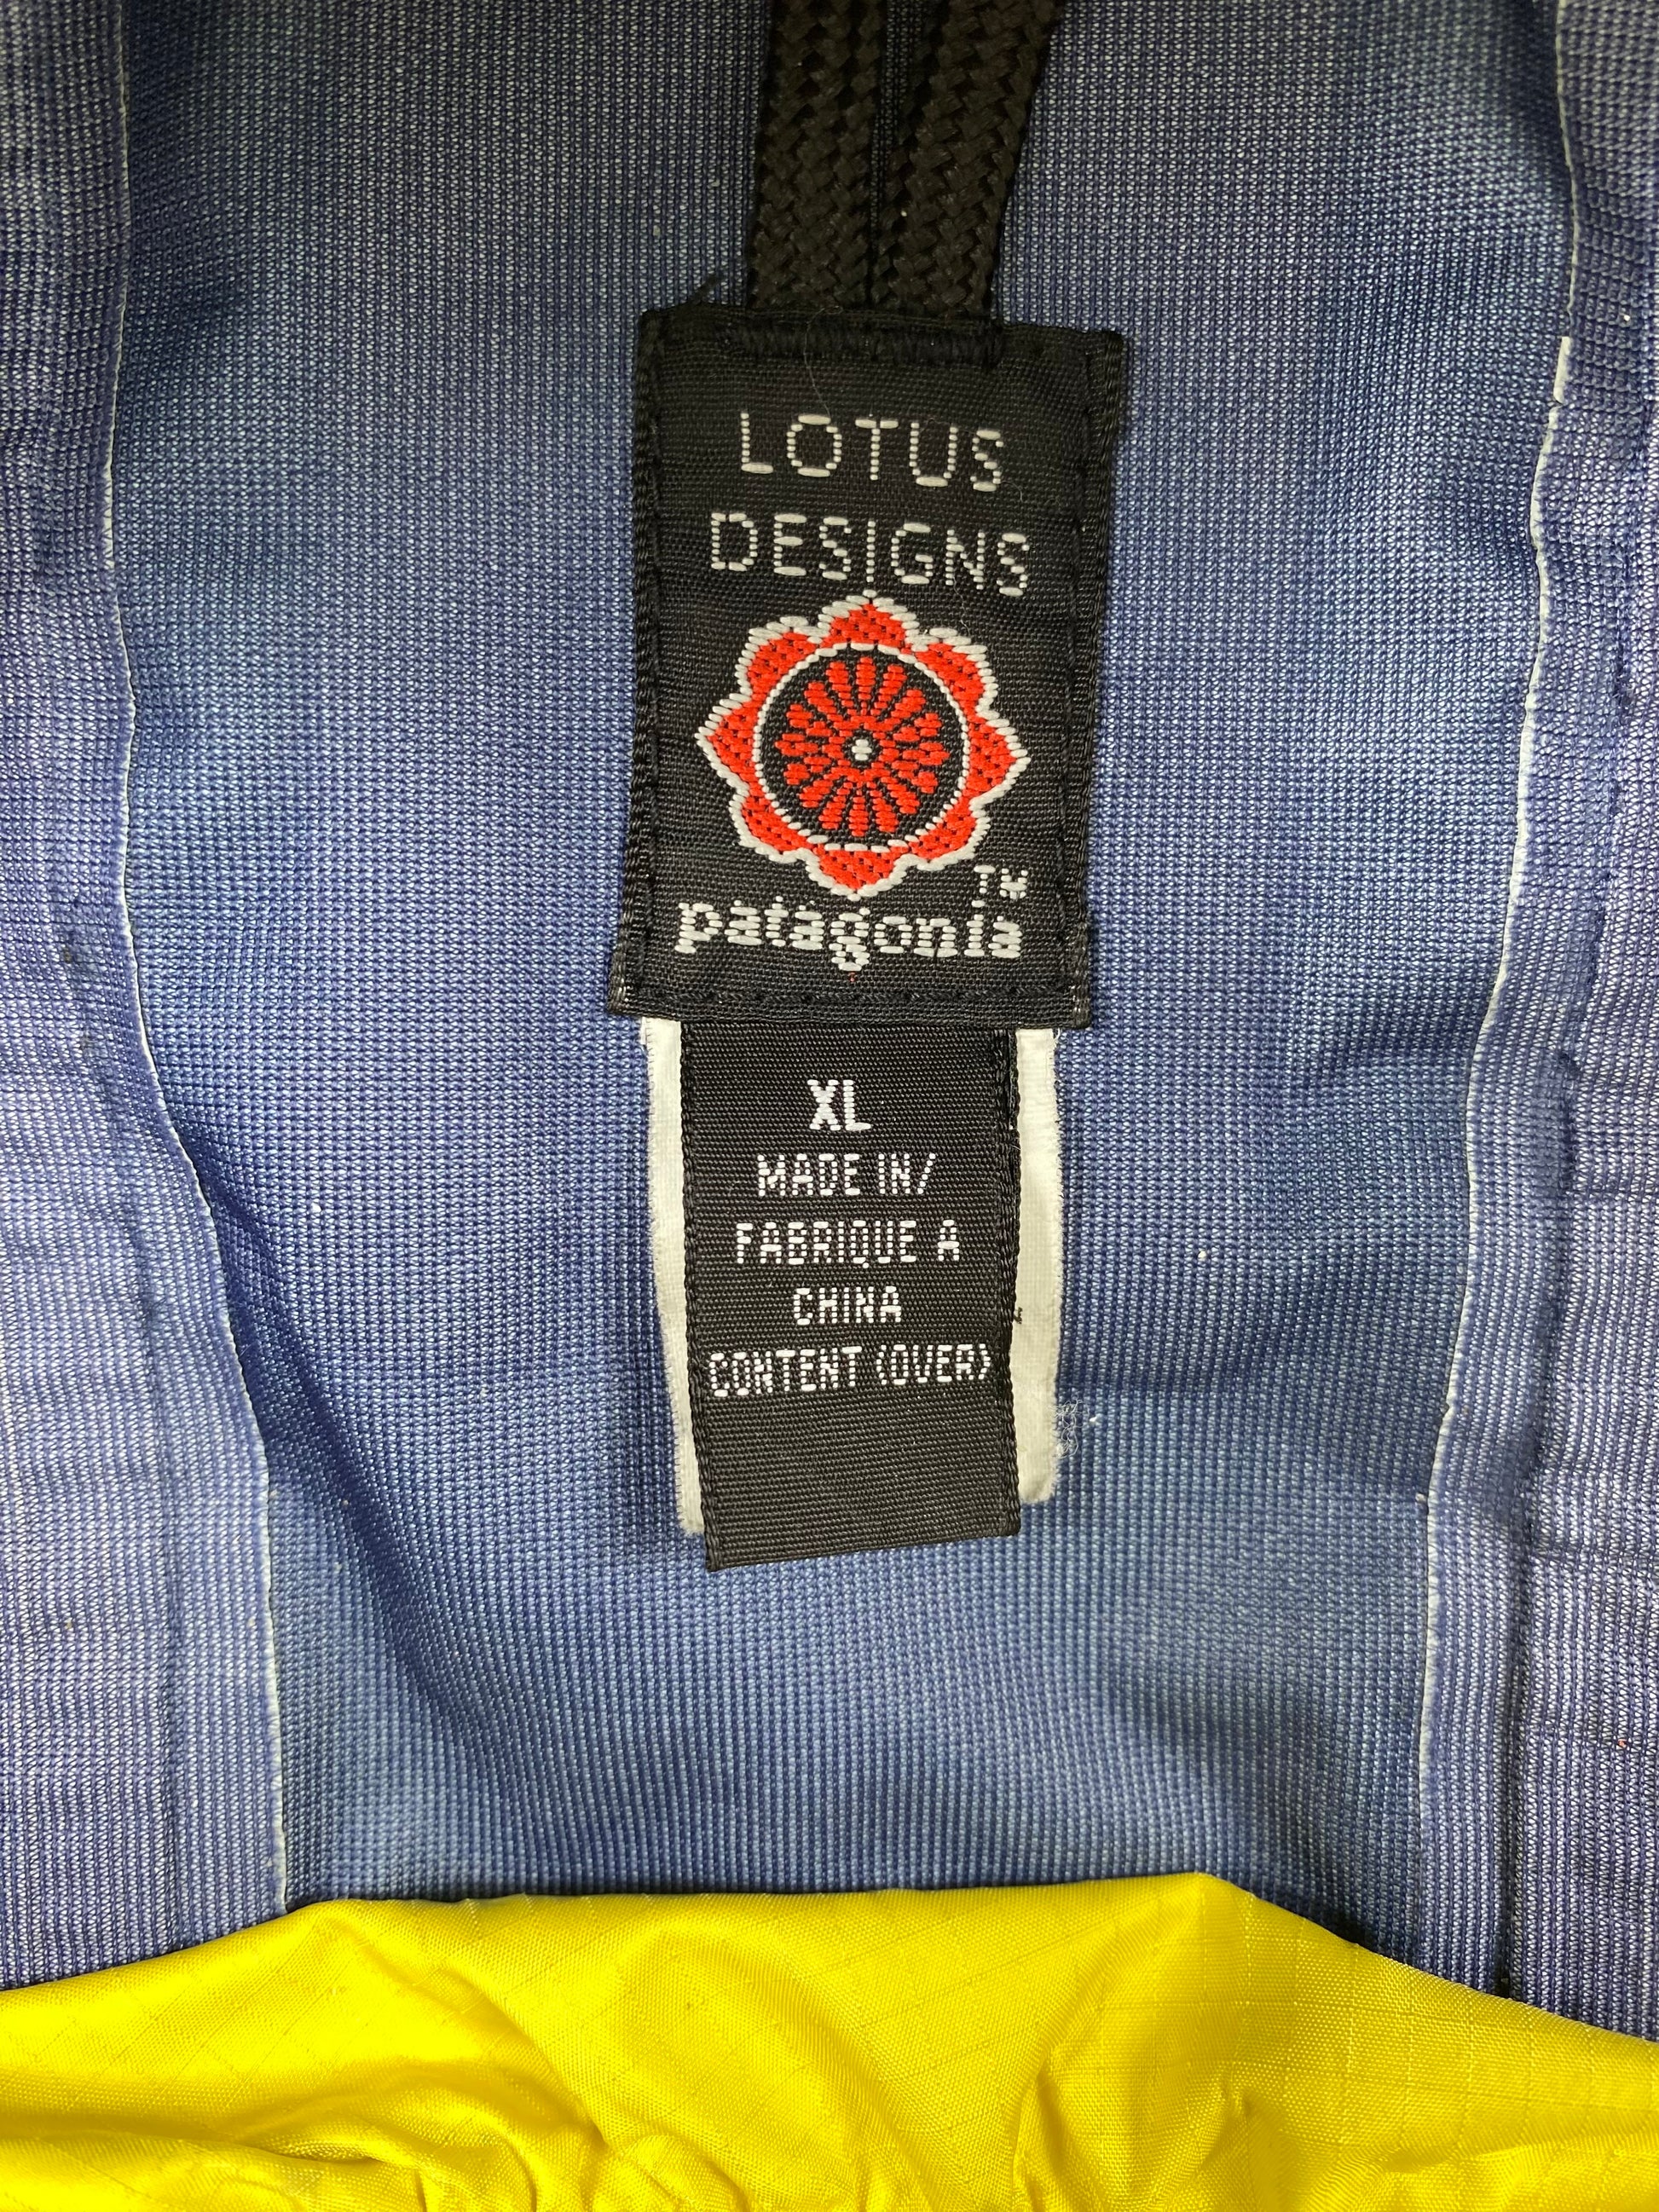 LOTUS
DESIGNS
TM
patagonia
XL
MADE IN/
FABRIQUE A
CHINA
CONTENT (OVER)